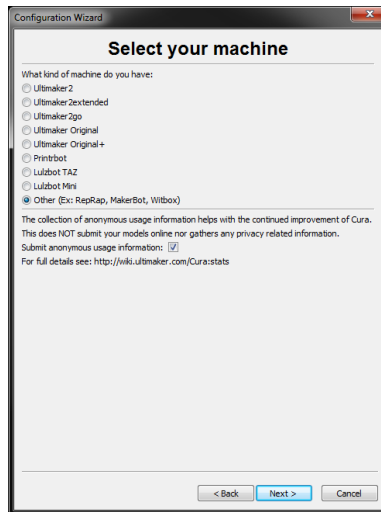 Configuration Wizard
Select your machine
What kind of machine do you have:
Ultimaker2
Ultimaker2extended
Ultimaker2go
Ultimaker Original
Ultimaker Original+
Printrbot
Lulzbot TAZ
Lulzbot Mini
Other (Ex: RepRap, MakerBot, Witbox)
The collection of anonymous usage information helps with the continued improvement of Cura.
This does NOT submit your models online nor gathers any privacy related information.
Submit anonymous usage information:
For full details see: http://wiki.ultimaker.com/Cura:stats
< Back Next > Cancel